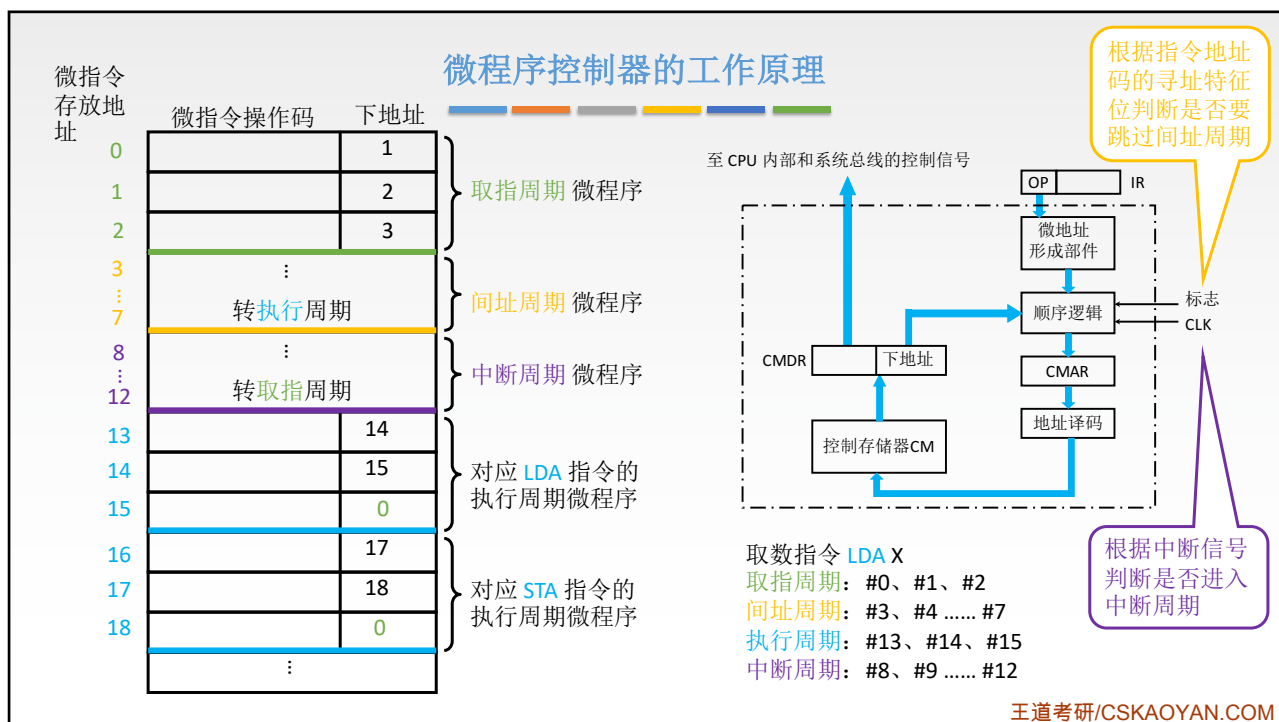 微程序控制器的工作原理
微指令
存放地
址
微指令操作码
下地址
0
1
1
2
2
3
取指周期 微程序
3
⋮
7
⋮
转执行周期
间址周期 微程序
8
⋮
12
⋮
转取指周期
中断周期 微程序
13
14
14
15
15
0
对应 LDA 指令的
执行周期微程序
16
17
17
18
18
0
对应 STA 指令的
执行周期微程序
⋮
根据指令地址
码的寻址特征
位判断是否要
跳过间址周期
至 CPU 内部和系统总线的控制信号
OP
IR
微地址
形成部件
顺序逻辑
标志
CLK
CMDR
下地址
CMAR
地址译码
控制存储器CM
根据中断信号
判断是否进入
中断周期
取数指令 LDA X
取指周期：#0、#1、#2
间址周期：#3、#4 …… #7
执行周期：#13、#14、#15
中断周期：#8、#9 …… #12
王道考研/CSKAOYAN.COM